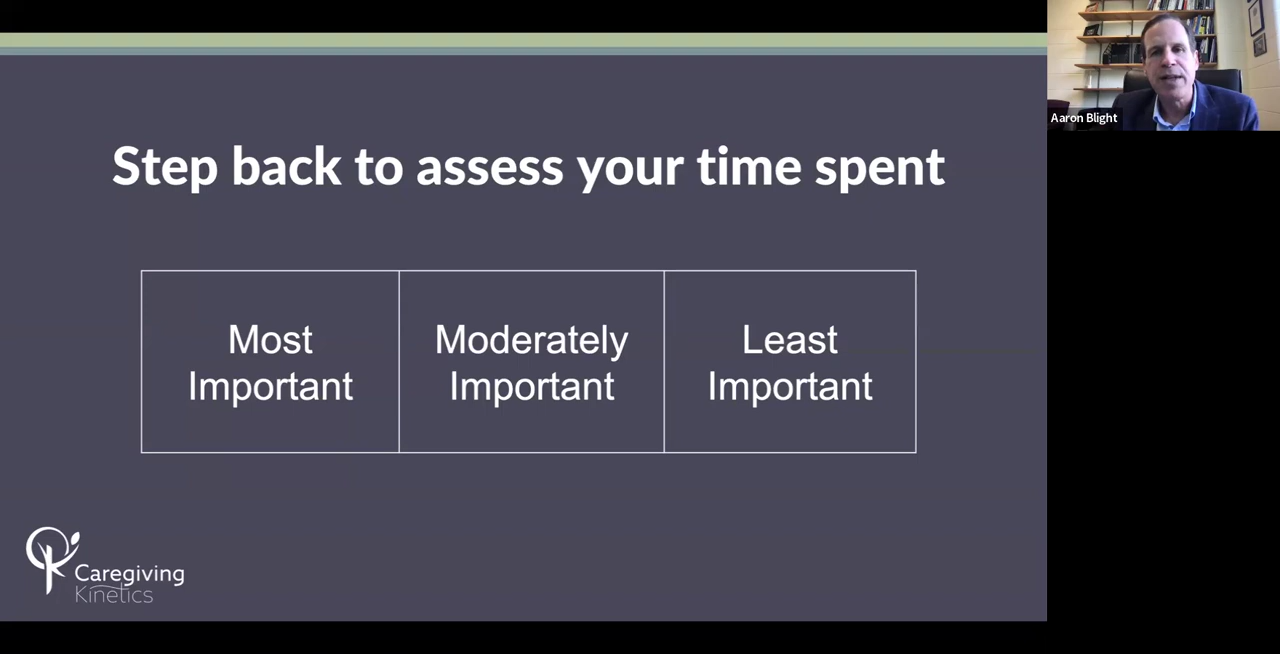 Step back to assess your time spent
Most
Important
Moderately
Important
Least
Important
Caregiving
Kinetics
Aaron Blight